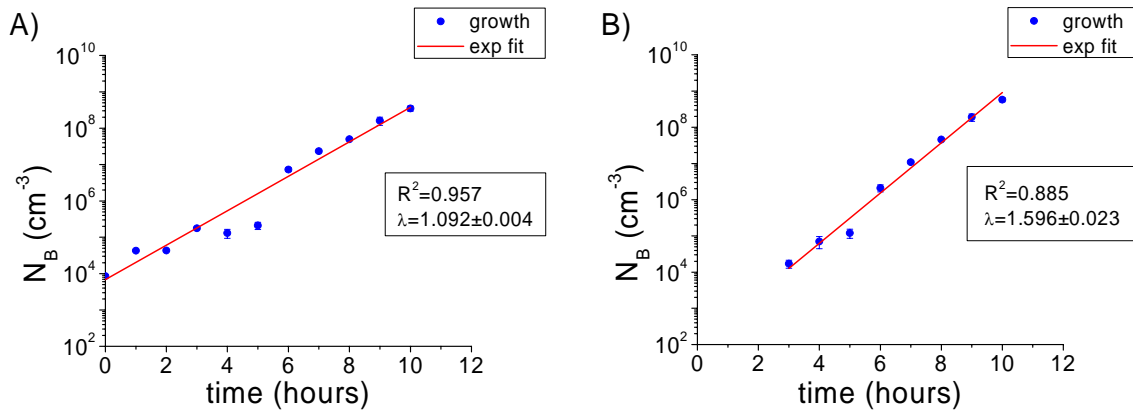 A)
growth
exp fit
10^10
10^8
10^6
10^4
10^2
N_B (cm^-3)
R^2=0.957
λ=1.092±0.004
0 2 4 6 8 10 12
time (hours)
B)
growth
exp fit
10^10
10^8
10^6
10^4
10^2
N_B (cm^-3)
R^2=0.885
λ=1.596±0.023
0 2 4 6 8 10 12
time (hours)